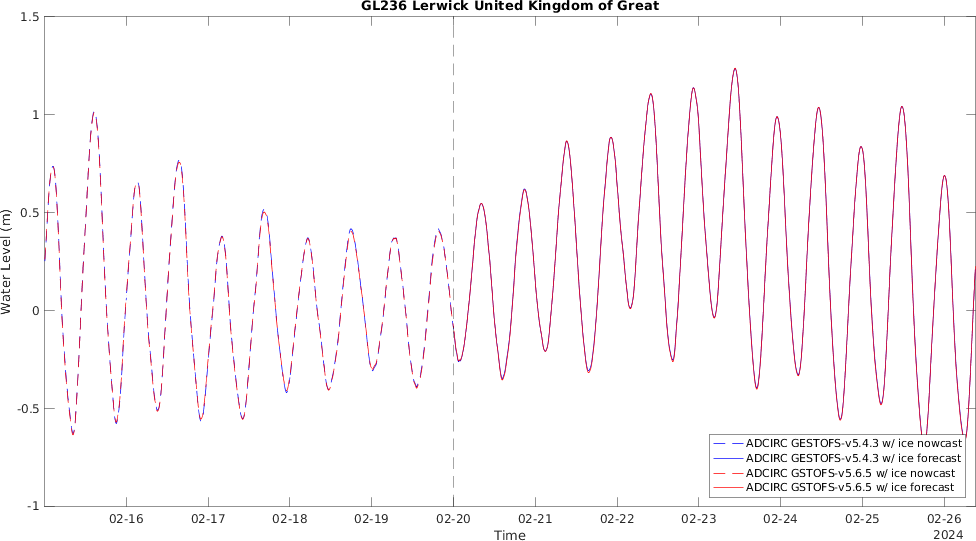 GL236 Lerwick United Kingdom of Great
1.5
1
0.5
0
-0.5
-1
Water Level (m)
ADCIRC GESTOFS-v5.4.3 w/ ice nowcast
ADCIRC GESTOFS-v5.4.3 w/ ice forecast
ADCIRC GSTOFS-v5.6.5 w/ ice nowcast
ADCIRC GSTOFS-v5.6.5 w/ ice forecast
02-16 02-17 02-18 02-19 02-20 02-21 02-22 02-23 02-24 02-25 02-26
Time
2024